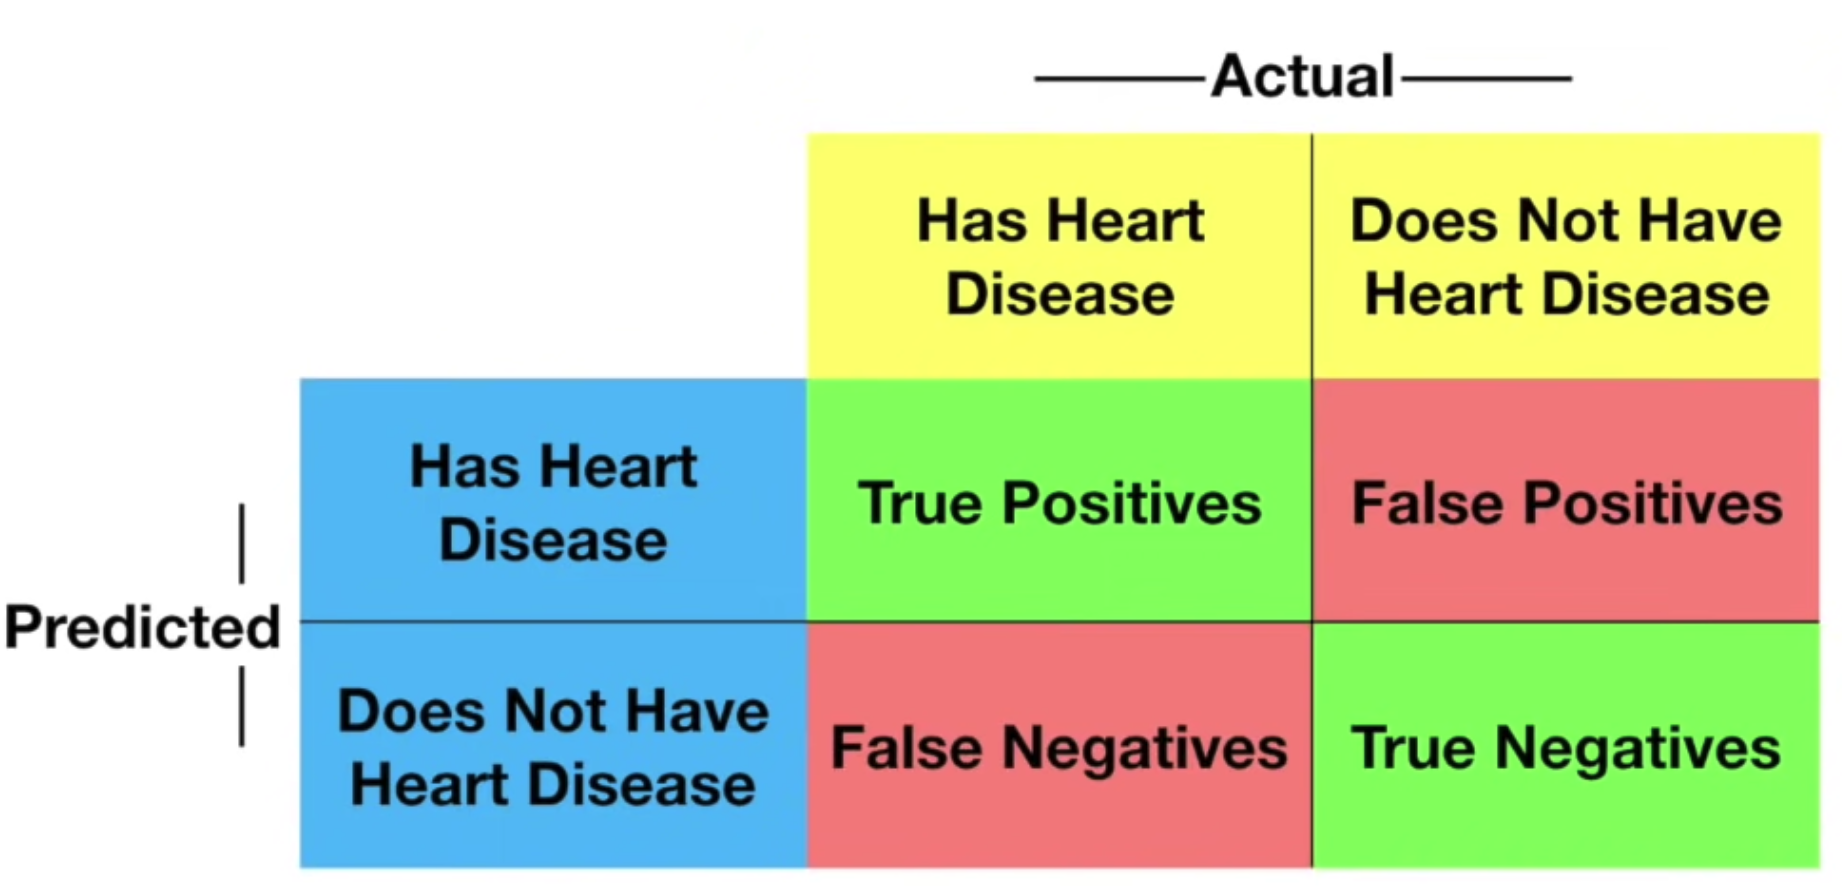 Actual
Has Heart
Disease
Does Not Have
Heart Disease
Has Heart
Disease
True Positives
False Positives
Predicted
Does Not Have
Heart Disease
False Negatives
True Negatives